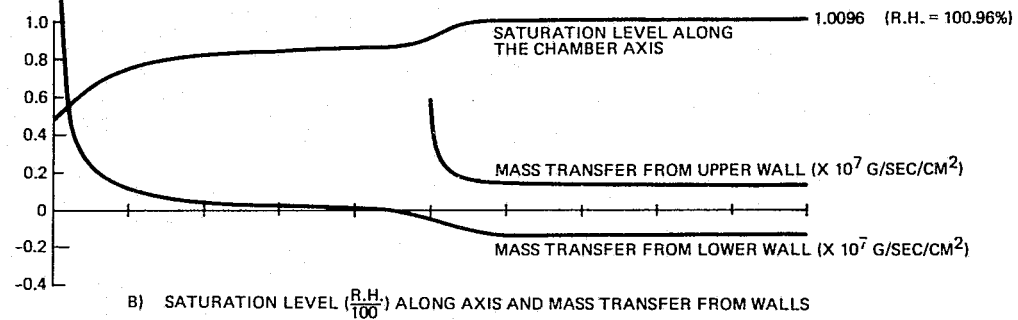 1.0
0.8
0.6
0.4
0.2
0
-0.2
-0.4
1.0096 (R.H. = 100.96%)
SATURATION LEVEL ALONG
THE CHAMBER AXIS
MASS TRANSFER FROM UPPER WALL (X 10⁷ G/SEC/CM²)
MASS TRANSFER FROM LOWER WALL (X 10⁷ G/SEC/CM²)
B) SATURATION LEVEL (R.H./100) ALONG AXIS AND MASS TRANSFER FROM WALLS